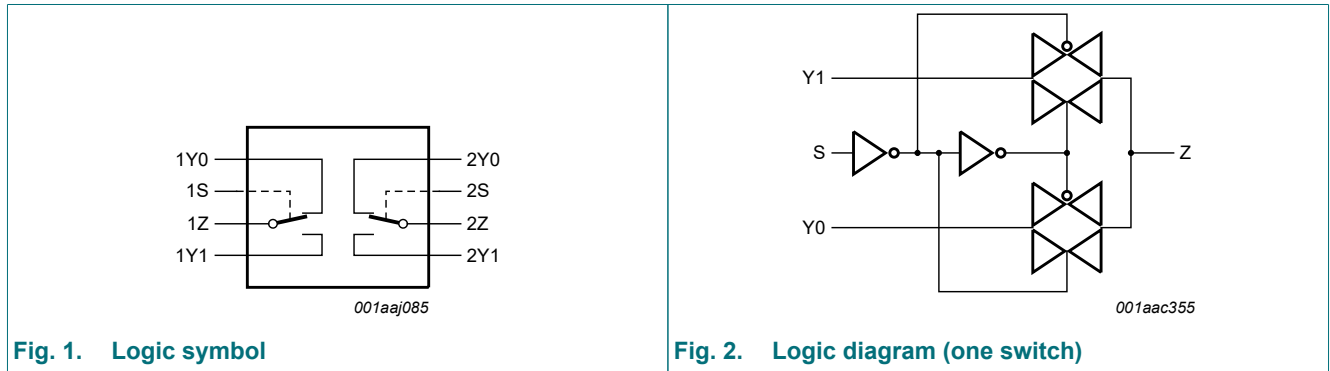 1Y0
1S
1Z
1Y1
2Y0
2S
2Z
2Y1
001aaj085
Fig. 1. Logic symbol
Y1
S
Z
Y0
001aac355
Fig. 2. Logic diagram (one switch)